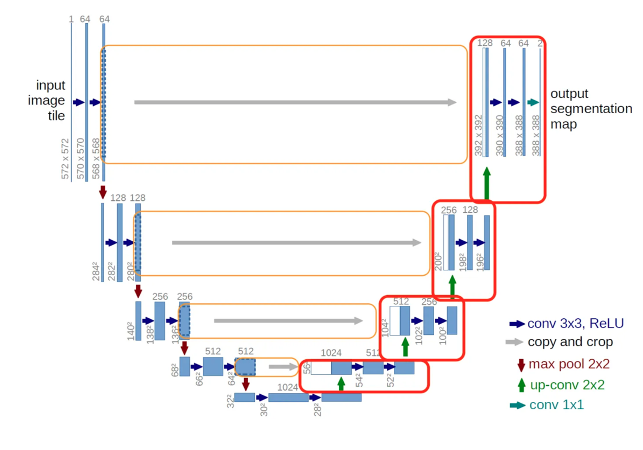 1 64 64
128 64 64 2
input
image
tile
output
segmentation
map
572 x 572
570 x 570
568 x 568
392 x 392
390 x 390
388 x 388
388 x 388
128 128
256 128
284²
282²
280²
200²
198²
196²
256 256
512 256
140²
138²
136²
104²
102²
100²
512 512
1024 512
68²
66²
64²
56²
54²
52²
1024
32²
30²
28²
conv 3x3, ReLU
copy and crop
max pool 2x2
up-conv 2x2
conv 1x1